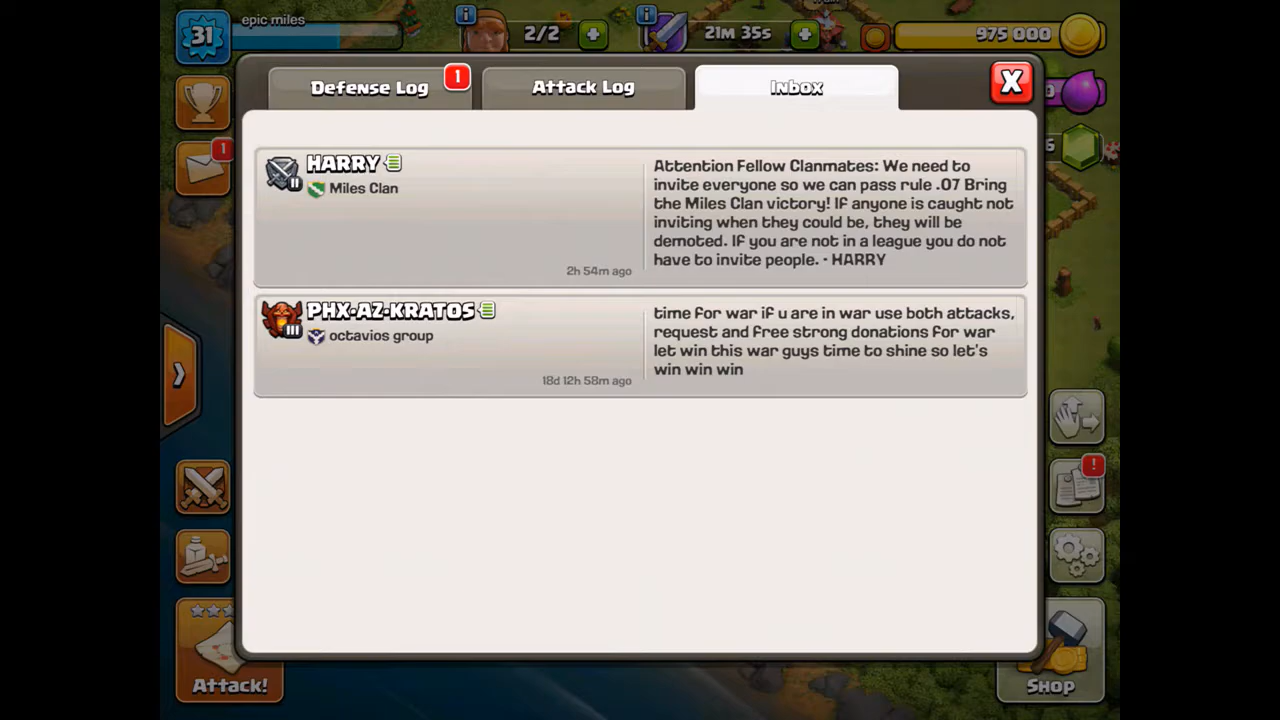 31
epic miles
2/2
21m 35s
975 000
Defense Log
1
Attack Log
Inbox
X
1
HARRY
Miles Clan
2h 54m ago
Attention Fellow Clanmates: We need to
invite everyone so we can pass rule .07 Bring
the Miles Clan victory! If anyone is caught not
inviting when they could be, they will be
demoted. If you are not in a league you do not
have to invite people. - HARRY
PHX-AZ-KRATOS
octavios group
18d 12h 58m ago
time for war if u are in war use both attacks,
request and free strong donations for war
let win this war guys time to shine so let's
win win win
!
Attack!
Shop